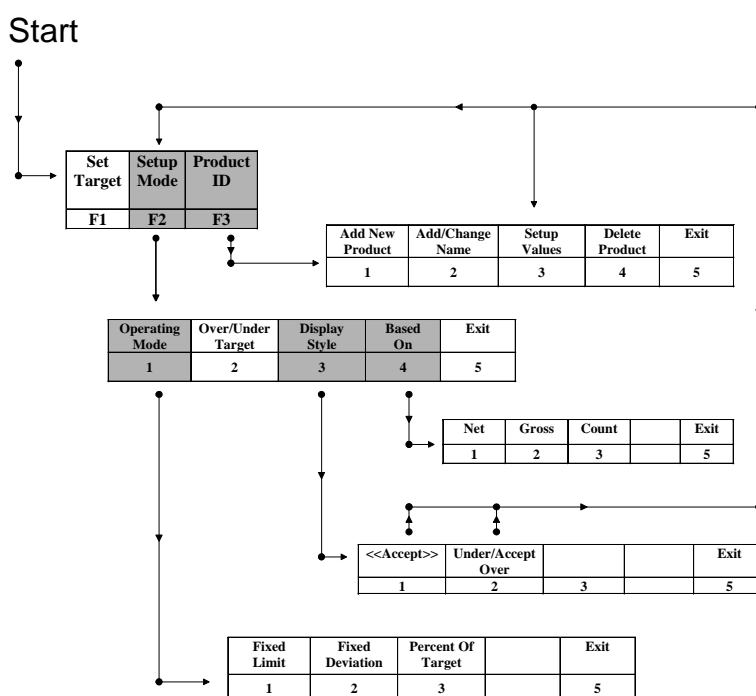 Start
Set Setup Product
Target Mode ID
F1 F2 F3
Add New Add/Change Setup Delete Exit
Product Name Values Product
1 2 3 4 5
Operating Over/Under Display Based Exit
Mode Target Style On
1 2 3 4 5
Net Gross Count Exit
1 2 3 5
<<Accept>> Under/Accept Exit
Over
1 2 3 5
Fixed Fixed Percent Of Exit
Limit Deviation Target
1 2 3 5